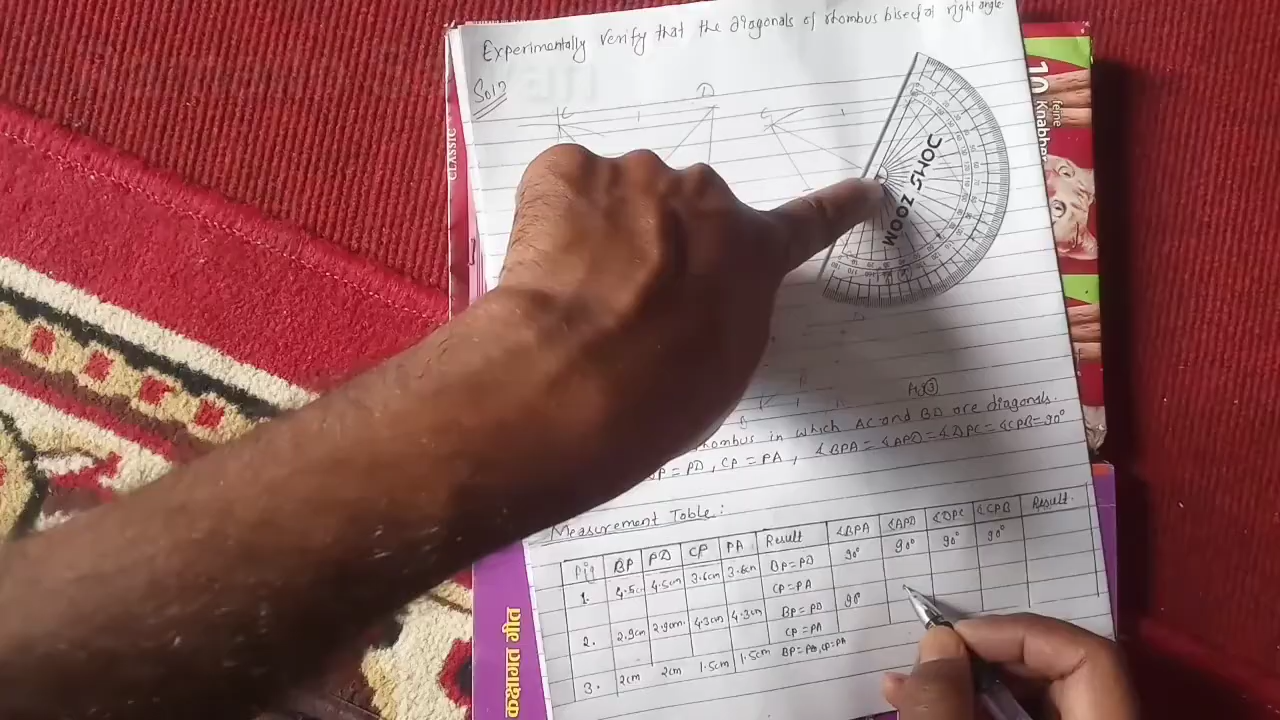 Experimentally verify that the diagonals of rhombus bisect at right angle.
Solⁿ
D
C
JOMS ZOOM
Fig ③
rhombus in which AC and BD are diagonals.
BP = PD, CP = PA, ∠BPA = ∠APD = ∠DPC = ∠CPB = 90°
Measurement Table:
Fig BP PD CP PA Result ∠BPA ∠APD ∠DPC ∠CPB Result
1. 4.5cm 4.5cm 3.6cm 3.6cm BP=PD 90° 90° 90° 90°
CP=PA
2. 2.9cm 2.9cm 4.3cm 4.3cm BP=PD 90°
CP=PA
3. 2cm 2cm 1.5cm 1.5cm BP=PD, CP=PA
CLASSIC
कक्षागत गीत
10
feine
Knabber